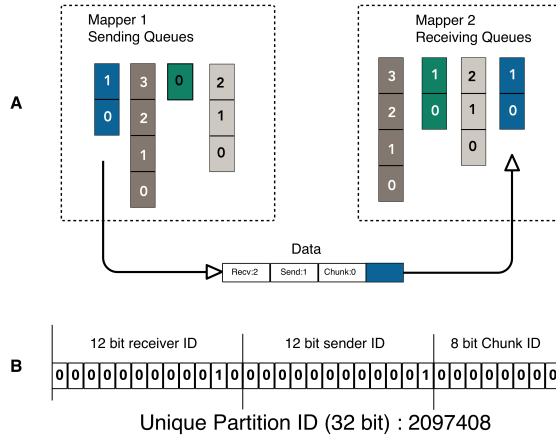 Mapper 1
Sending Queues
1 3 0 2
0 2 1
1 0
0
Mapper 2
Receiving Queues
3 1 2 1
2 0 1 0
1 0
0
A
Data
Recv:2 Send:1 Chunk:0
B
12 bit receiver ID 12 bit sender ID 8 bit Chunk ID
0 0 0 0 0 0 0 0 0 0 1 0 0 0 0 0 0 0 0 0 0 0 0 1 0 0 0 0 0 0 0 0
Unique Partition ID (32 bit) : 2097408